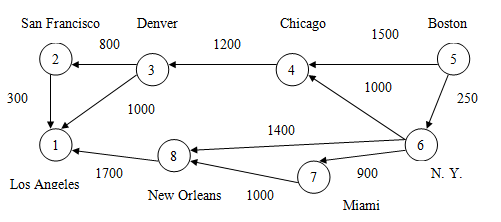 San Francisco Denver Chicago Boston
1500
800 1200
2 3 4 5
300 1000 1000 250
1400
1 8 6
1700 7 900 N. Y.
Los Angeles
New Orleans 1000
Miami